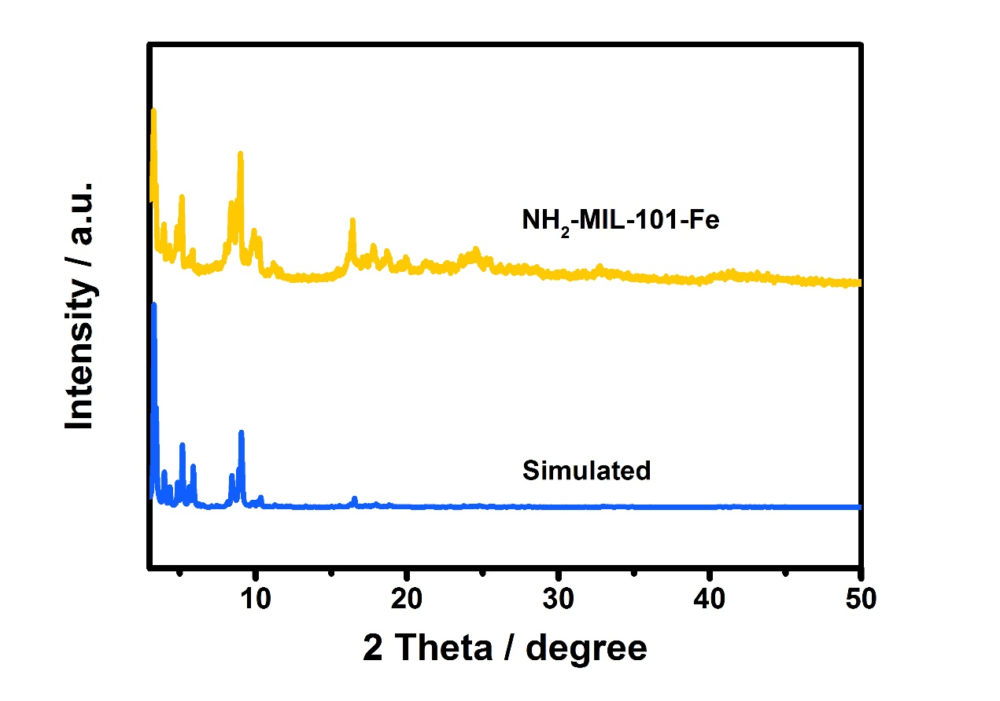 Intensity / a.u.
NH2-MIL-101-Fe
Simulated
10 20 30 40 50
2 Theta / degree